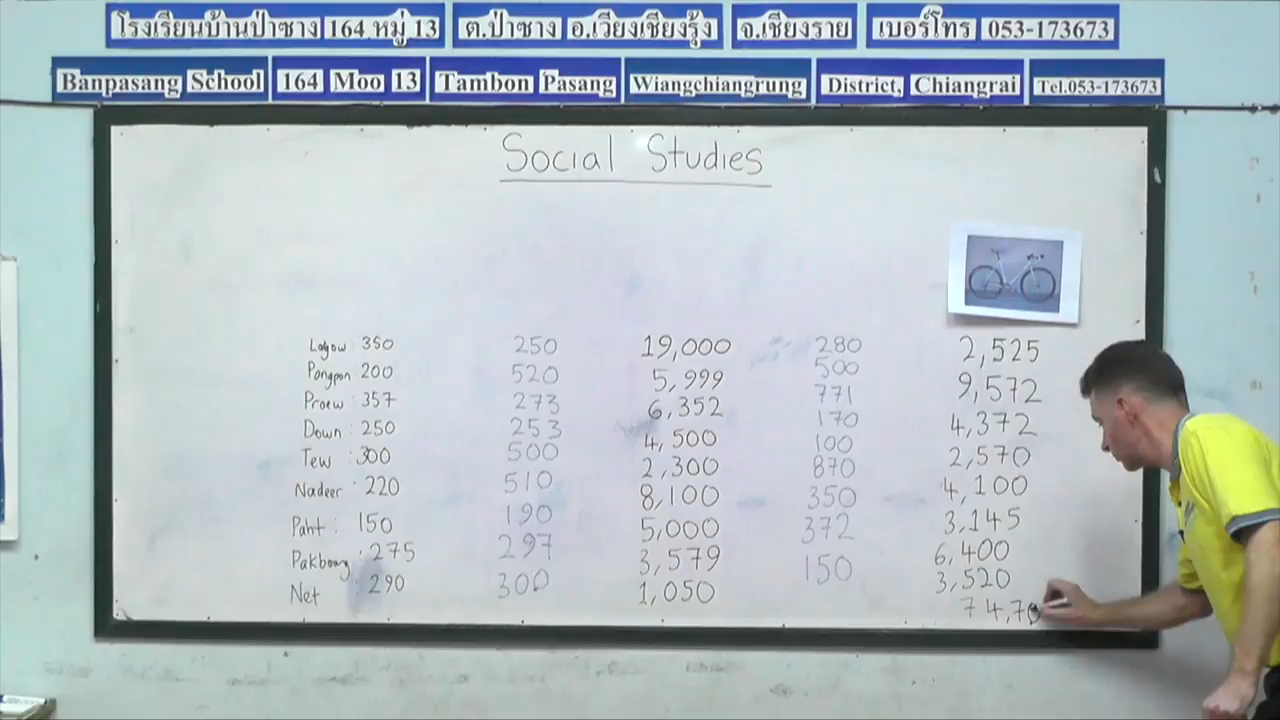 โรงเรียนบ้านป่าซาง 164 หมู่ 13 ต.ป่าซาง อ.เวียงเชียงรุ้ง จ.เชียงราย เบอร์โทร 053-173673
Banpasang School 164 Moo 13 Tambon Pasang Wiangchiangrung District, Chiangrai Tel.053-173673
Social Studies
350 250 19,000 280 2,525
Pongpon 200 520 5,999 500 9,572
Proew : 357 273 6,352 771 4,372
Down : 250 253 4,500 170 2,570
Tew : 300 500 2,300 100 4,100
Nadeer : 220 510 8,100 870 3,145
Paht : 150 190 5,000 350 6,400
Pakboong : 275 297 3,579 372 3,520
Net : 290 300 1,050 150 74,70